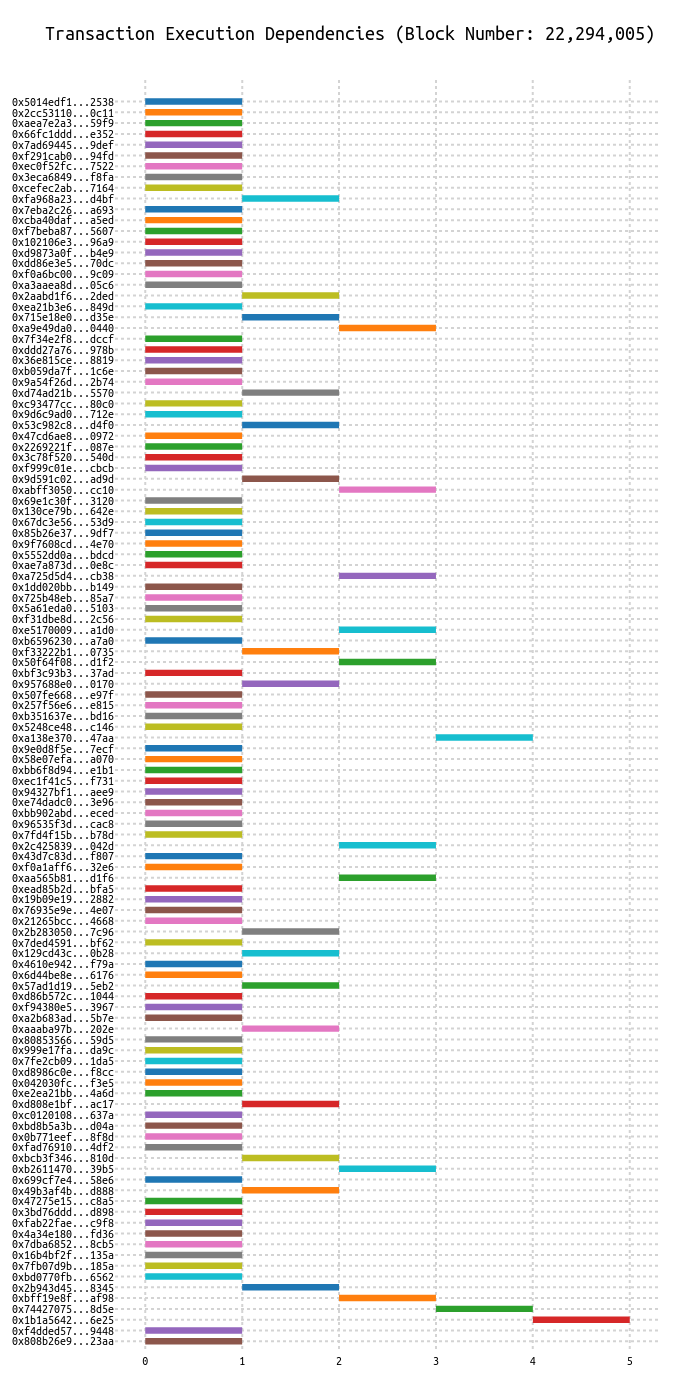 Transaction Execution Dependencies (Block Number: 22,294,005)
0x5014edf1...2538
0x2cc53110...0c11
0xaea7e2a3...59f9
0x66fc1ddd...e352
0x7ad69445...9def
0xf291cab0...94fd
0xec0f52fc...7522
0x3eca6849...f8fa
0xcefec2ab...7164
0xfa968a23...d4bf
0x7eba2c26...a693
0xcba40daf...a5ed
0xf7beba87...5607
0x102106e3...96a9
0xd9873a0f...b4e9
0xdd86e3e5...70dc
0xf0a6bc00...9c09
0xa3aaea8d...05c6
0x2aabd1f6...2ded
0xea21b3e6...849d
0x715e18e0...d35e
0xa9e49da0...0440
0x7f34e2f8...dccf
0xddd27a76...978b
0x36e815ce...8819
0xb059da7f...1c6e
0x9a54f26d...2b74
0xd74ad21b...5570
0xc93477cc...80c0
0x9d6c9ad0...712e
0x53c982c8...d4f0
0x47cd6ae8...0972
0x2269221f...087e
0x3c78f520...540d
0xf999c01e...cbcb
0x9d591c02...ad9d
0xabff3050...cc10
0x69e1c30f...3120
0x130ce79b...642e
0x67dc3e56...53d9
0x85b26e37...9df7
0x9f7608cd...4e70
0x5552dd0a...bdcd
0xae7a873d...0e8c
0xa725d5d4...cb38
0x1dd020bb...b149
0x725b48eb...85a7
0x5a61eda0...5103
0xf31dbe8d...2c56
0xe5170009...a1d0
0xb6596230...a7a0
0xf33222b1...0735
0x50f64f08...d1f2
0xbf3c93b3...37ad
0x957688e0...0170
0x507fe668...e97f
0x257f56e6...e815
0xb351637e...bd16
0x5248ce48...c146
0xa138e370...47aa
0x9e0d8f5e...7ecf
0x58e07efa...a070
0xbb6f8d94...e1b1
0xec1f41c5...f731
0x94327bf1...aee9
0xe74dadc0...3e96
0xbb902abd...eced
0x96535f3d...cac8
0x7fd4f15b...b78d
0x2c425839...042d
0x43d7c83d...f807
0xf0a1aff6...32e6
0xaa565b81...d1f6
0xead85b2d...bfa5
0x19b09e19...2882
0x76935e9e...4e07
0x21265bcc...4668
0x2b283050...7c96
0x7ded4591...bf62
0x129cd43c...0b28
0x4610e942...f79a
0x6d44be8e...6176
0x57ad1d19...5eb2
0xd86b572c...1044
0xf94380e5...3967
0xa2b683ad...5b7e
0xaaaba97b...202e
0x80853566...59d5
0x999e17fa...da9c
0x7fe2cb09...1da5
0xd8986c0e...f8cc
0x042030fc...f3e5
0xe2ea21bb...4a6d
0xd808e1bf...ac17
0xc0120108...637a
0xbd8b5a3b...d04a
0x0b771eef...8f8d
0xfad76910...4df2
0xbcb3f346...810d
0xb2611470...39b5
0x699cf7e4...58e6
0x49b3af4b...d888
0x47275e15...c8a5
0x3bd76ddd...d898
0xfab22fae...c9f8
0x4a34e180...fd36
0x7dba6852...8cb5
0x16b4bf2f...135a
0x7fb07d9b...185a
0xbd0770fb...6562
0x2b943d45...8345
0xbff19e8f...af98
0x74427075...8d5e
0x1b1a5642...6e25
0xf4dded57...9448
0x808b26e9...23aa
0 1 2 3 4 5